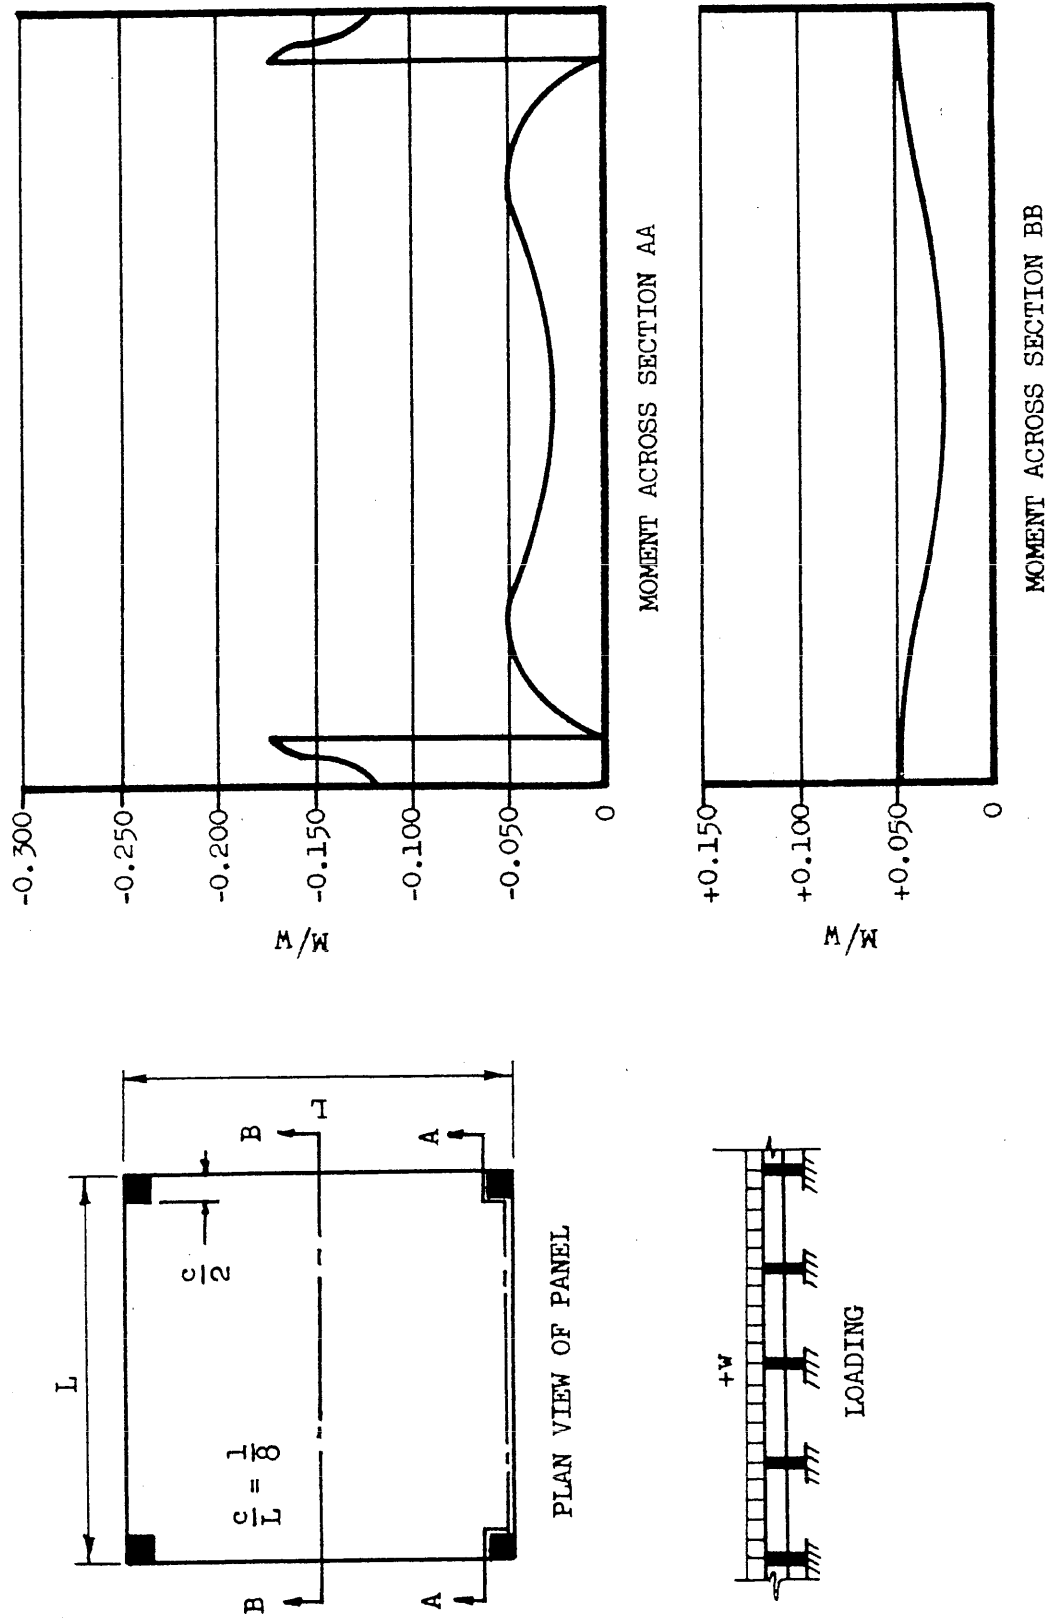 L
c/2
c/L = 1/8
B
B
L
A
A
PLAN VIEW OF PANEL
+w
LOADING
M/W
-0.300
-0.250
-0.200
-0.150
-0.100
-0.050
0
MOMENT ACROSS SECTION AA
M/W
+0.150
+0.100
+0.050
0
MOMENT ACROSS SECTION BB